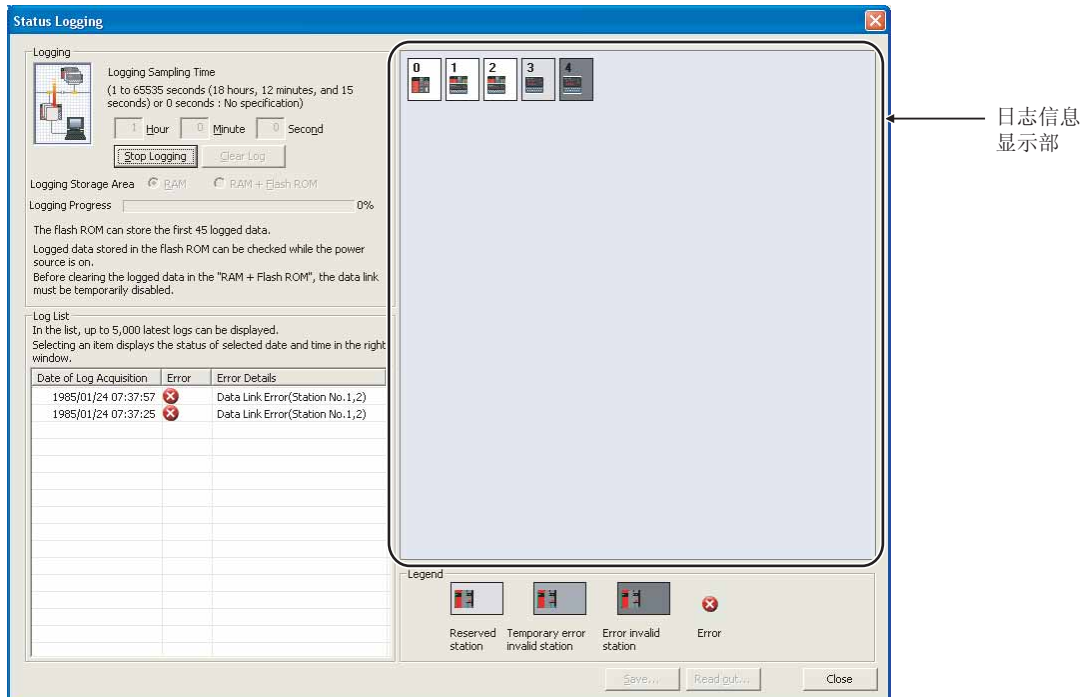 Status Logging
Logging
Logging Sampling Time
(1 to 65535 seconds (18 hours, 12 minutes, and 15
seconds) or 0 seconds : No specification)
1 Hour 0 Minute 0 Second
Stop Logging Clear Log
Logging Storage Area RAM RAM + Flash ROM
Logging Progress 0%
The flash ROM can store the first 45 logged data.
Logged data stored in the flash ROM can be checked while the power
source is on.
Before clearing the logged data in the "RAM + Flash ROM", the data link
must be temporarily disabled.
Log List
In the list, up to 5,000 latest logs can be displayed.
Selecting an item displays the status of selected date and time in the right
window.
Date of Log Acquisition Error Error Details
1985/01/24 07:37:57 Data Link Error(Station No.1,2)
1985/01/24 07:37:25 Data Link Error(Station No.1,2)
0 1 2 3 4
日志信息
显示部
Legend
Reserved
station
Temporary error
invalid station
Error invalid
station
Error
Save... Read out... Close